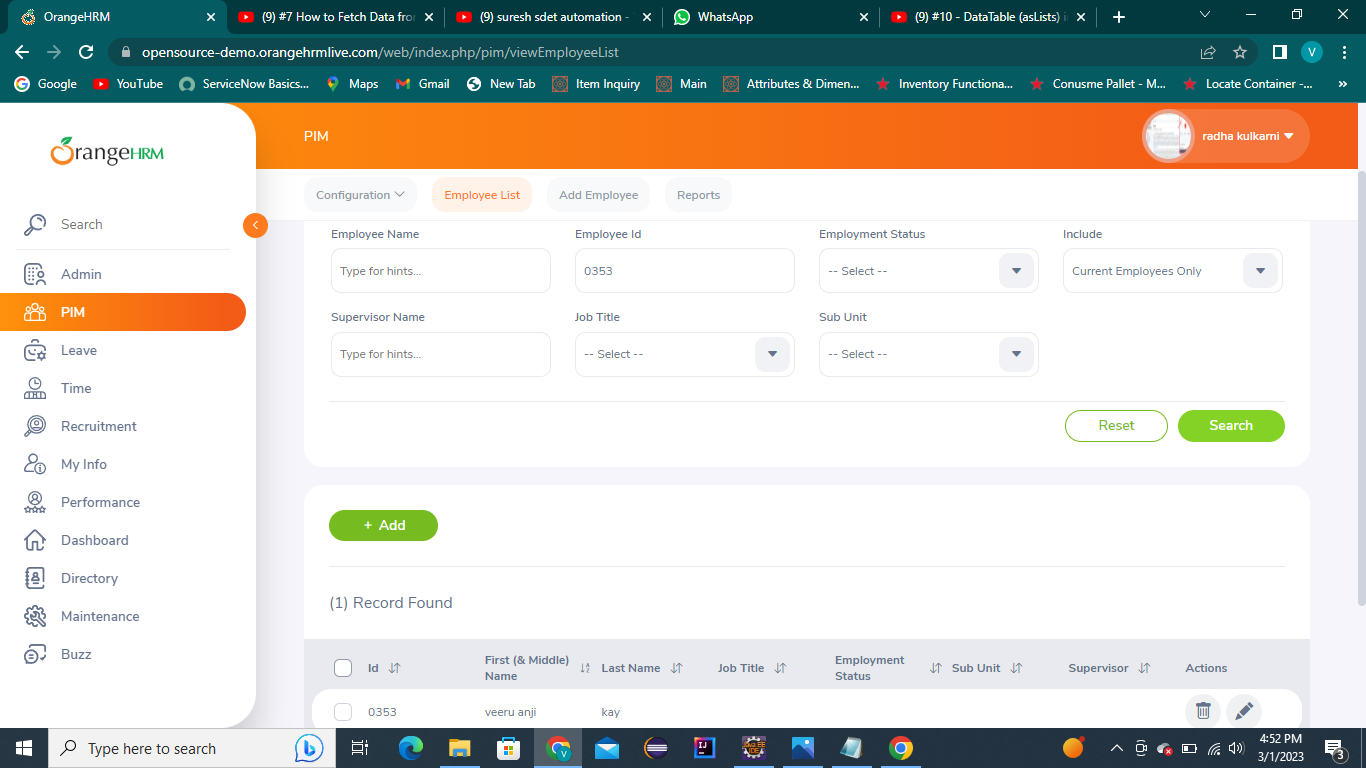 OrangeHRM
(9) #7 How to Fetch Data fro
(9) suresh sdet automation -
WhatsApp
(9) #10 - DataTable (asLists) i
opensource-demo.orangehrmlive.com/web/index.php/pim/viewEmployeeList
V
Google
YouTube
ServiceNow Basics...
Maps
Gmail
New Tab
Item Inquiry
Main
Attributes & Dimen...
Inventory Functiona...
Conusme Pallet - M...
Locate Container -...
»
OrangeHRM
PIM
radha kulkarni
Configuration
Employee List
Add Employee
Reports
Search
Admin
PIM
Leave
Time
Recruitment
My Info
Performance
Dashboard
Directory
Maintenance
Buzz
Employee Name
Employee Id
Employment Status
Include
Type for hints...
0353
-- Select --
Current Employees Only
Supervisor Name
Job Title
Sub Unit
Type for hints...
-- Select --
-- Select --
Reset
Search
+ Add
(1) Record Found
Id
First (& Middle)
Name
Last Name
Job Title
Employment
Status
Sub Unit
Supervisor
Actions
0353
veeru anji
kay
Type here to search
4:52 PM
3/1/2023
3